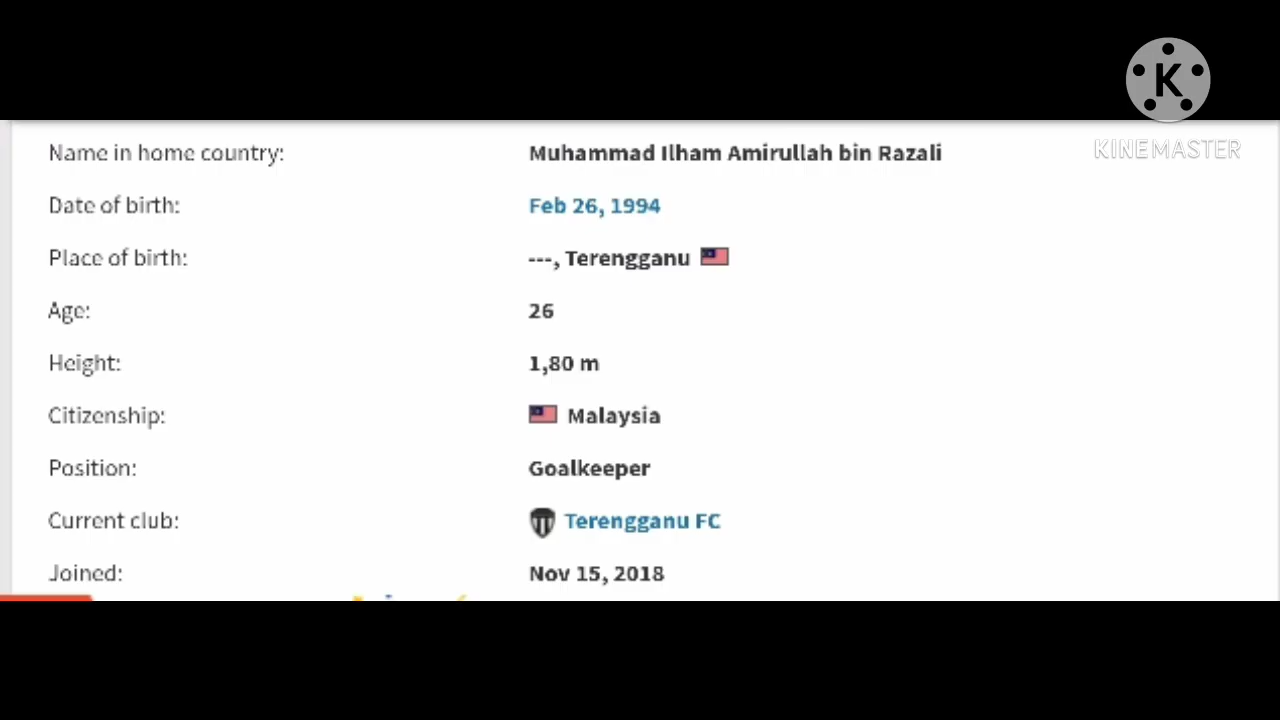 K
KINEMASTER
Name in home country: Muhammad Ilham Amirullah bin Razali
Date of birth: Feb 26, 1994
Place of birth: ---, Terengganu
Age: 26
Height: 1,80 m
Citizenship: Malaysia
Position: Goalkeeper
Current club: Terengganu FC
Joined: Nov 15, 2018